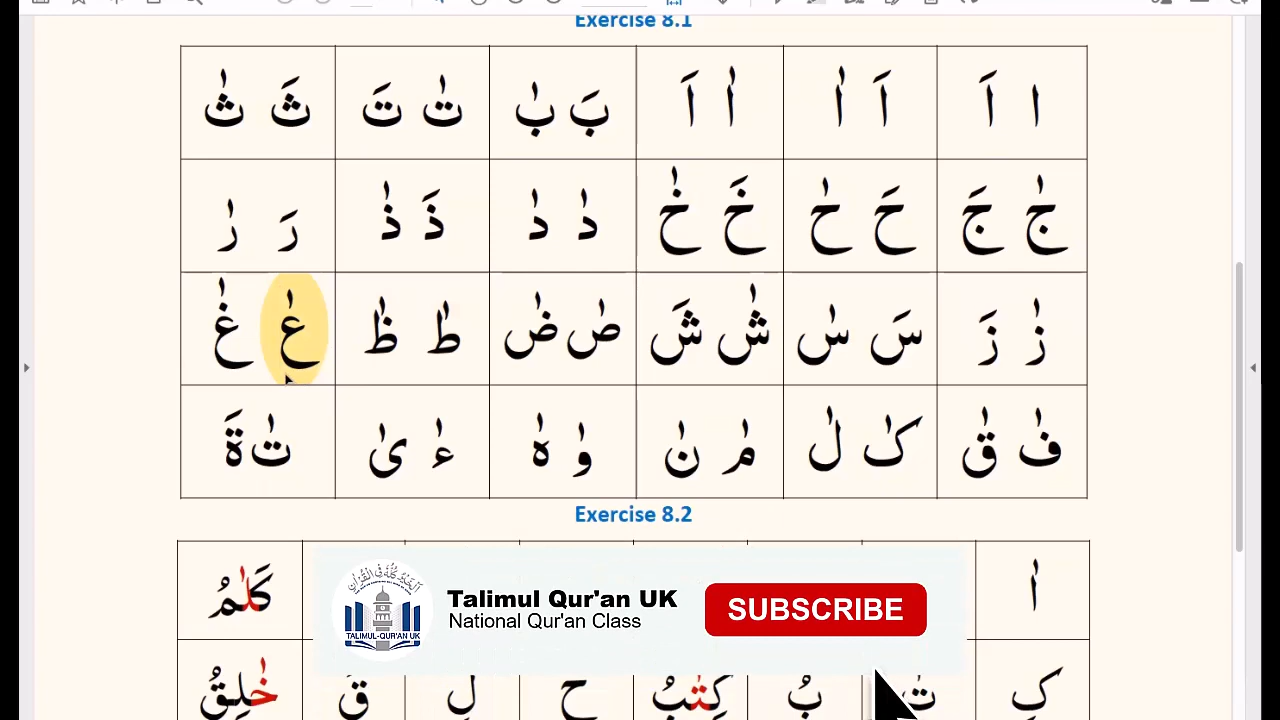 Exercise 8.1
ا اَ اَ اٰ اٰ اَ بَ بٰ تٰ تَ ثَ ثٰ
جٰ جَ حَ حٰ خَ خٰ دٰ دٰ ذَ ذٰ رَ رٰ
زٰ زَ سَ سٰ شٰ شَ صٰ ضٰ طٰ ظٰ عٰ غٰ
فٰ قٰ کٰ لٰ مٰ نٰ وٰ هٰ ءٰ یٰ تٰ ةَ
Exercise 8.2
اٰ كَلٰمُ
Talimul Qur'an UK
National Qur'an Class
SUBSCRIBE
TALIMUL-QUR'AN UK
كِ تٰ بُ كِتٰبُ لِ قُ خٰلِقُ